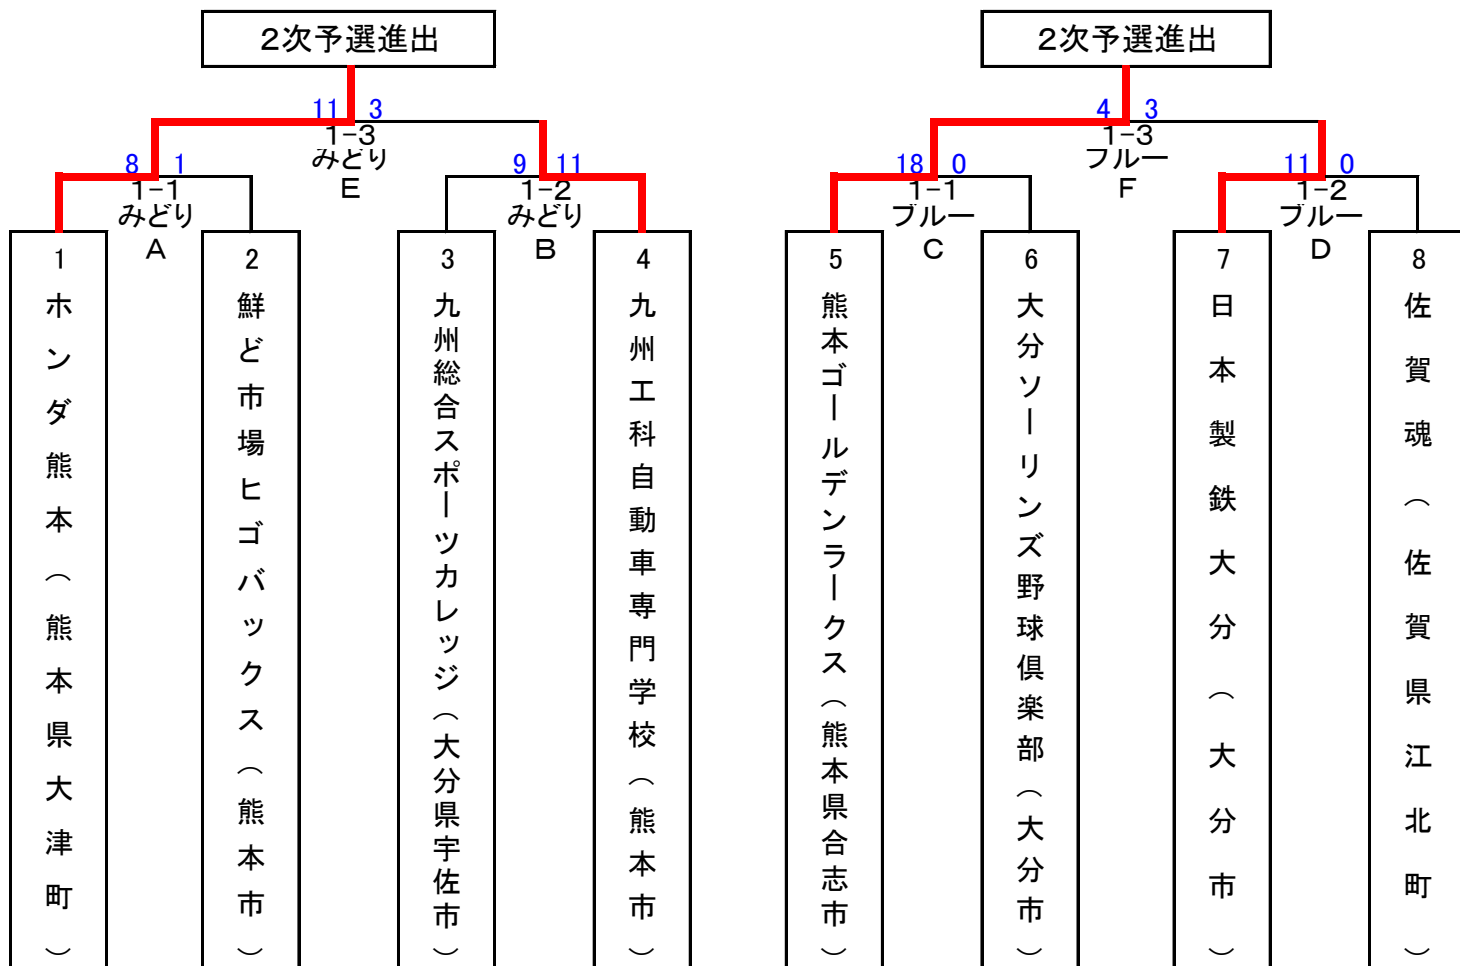 2次予選進出
2次予選進出
11 3
1-3
みどり
E
4 3
1-3
ブルー
F
8 1
1-1
みどり
A
9 11
1-2
みどり
B
18 0
1-1
ブルー
C
11 0
1-2
ブルー
D
1
ホンダ熊本(熊本県大津町)
2
鮮ど市場ヒゴバックス(熊本市)
3
九州総合スポーツカレッジ(大分県宇佐市)
4
九州工科自動車専門学校(熊本市)
5
熊本ゴールデンラークス(熊本県合志市)
6
大分ソーリンズ野球倶楽部(大分市)
7
日本製鉄大分(大分市)
8
佐賀魂(佐賀県江北町)